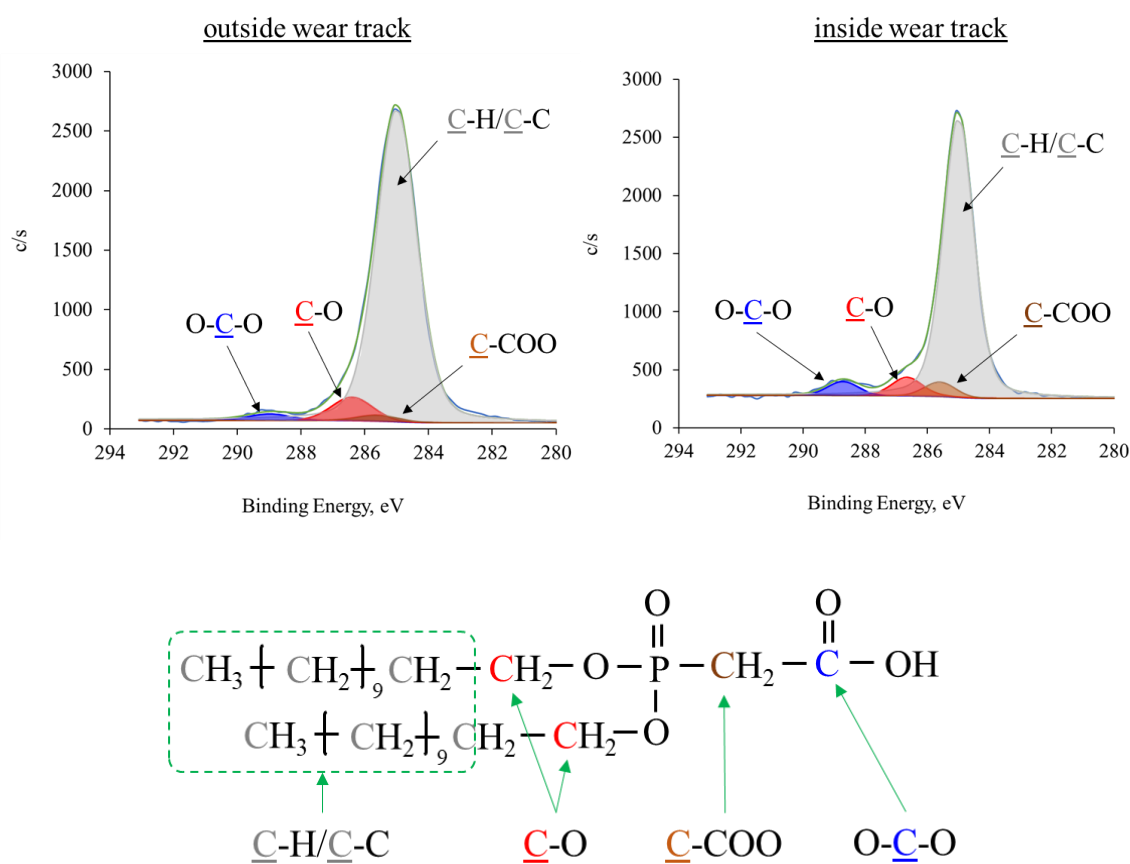 outside wear track
3000
2500
2000
1500
1000
500
0
c/s
C-H/C-C
O-C-O
C-O
C-COO
294 292 290 288 286 284 282 280
Binding Energy, eV
inside wear track
3000
2500
2000
1500
1000
500
0
c/s
C-H/C-C
O-C-O
C-O
C-COO
294 292 290 288 286 284 282 280
Binding Energy, eV
O O
CH3 CH2 9 CH2 CH2 O P CH2 C OH
CH3 CH2 9 CH2 CH2 O
C-H/C-C C-O C-COO O-C-O